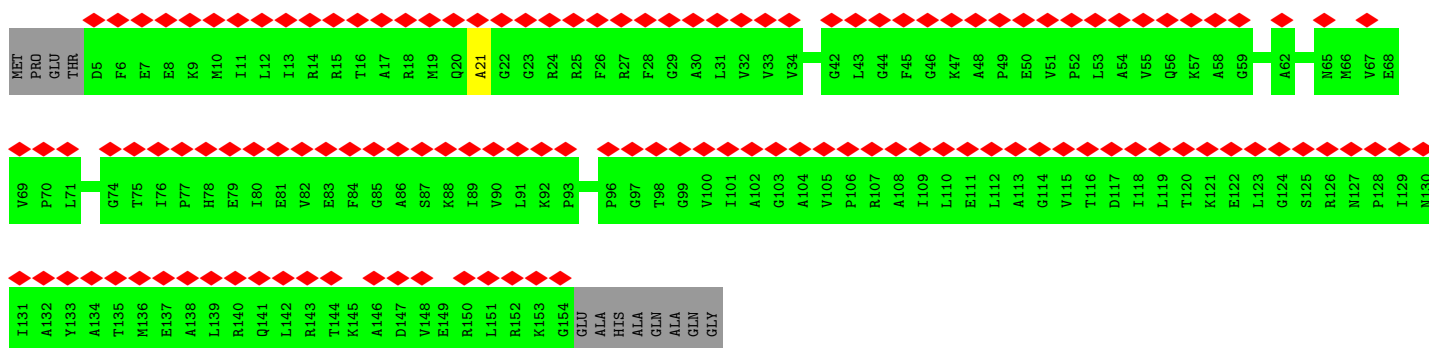 MET PRO GLU THR D5 F6 E7 E8 K9 M10 I11 L12 I13 R14 R15 T16 A17 R18 M19 Q20 A21 G22 G23 R24 R25 F26 R27 F28 G29 A30 L31 V32 V33 V34 G42 L43 G44 F45 G46 K47 A48 P49 E50 V51 P52 L53 A54 V55 Q56 K57 A58 G59 A62 N65 M66 V67 E68
V69 P70 L71 G74 T75 I76 P77 H78 E79 I80 E81 V82 E83 F84 G85 A86 S87 K88 I89 V90 L91 K92 P93 P96 G97 T98 G99 V100 I101 A102 G103 A104 V105 P106 R107 A108 I109 L110 E111 L112 A113 G114 V115 T116 D117 I118 L119 T120 K121 E122 L123 G124 S125 R126 N127 P128 I129 N130
I131 A132 Y133 A134 T135 M136 E137 A138 L139 R140 Q141 L142 R143 T144 K145 A146 D147 V148 E149 R150 L151 R152 K153 G154 GLU ALA HIS ALA GLN ALA GLN GLY